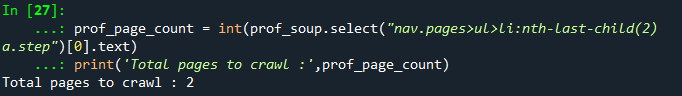 In [27]:
...: prof_page_count = int(prof_soup.select("nav.pages>ul>li:nth-last-child(2)
a.step")[0].text)
...: print('Total pages to crawl :',prof_page_count)
Total pages to crawl : 2